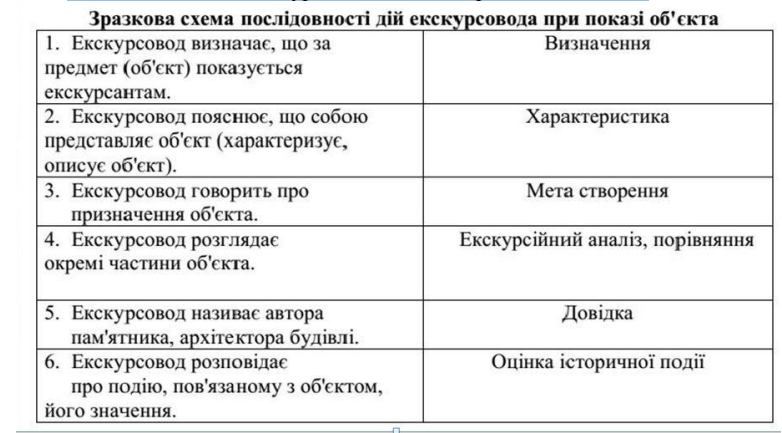 Зразкова схема послідовності дій екскурсовода при показі об'єкта
1. Екскурсовод визначає, що за
предмет (об'єкт) показується
екскурсантам.
Визначення
2. Екскурсовод пояснює, що собою
представляє об'єкт (характеризує,
описує об'єкт).
Характеристика
3. Екскурсовод говорить про
призначення об'єкта.
Мета створення
4. Екскурсовод розглядає
окремі частини об'єкта.
Екскурсійний аналіз, порівняння
5. Екскурсовод називає автора
пам'ятника, архітектора будівлі.
Довідка
6. Екскурсовод розповідає
про подію, пов'язаному з об'єктом,
його значення.
Оцінка історичної події